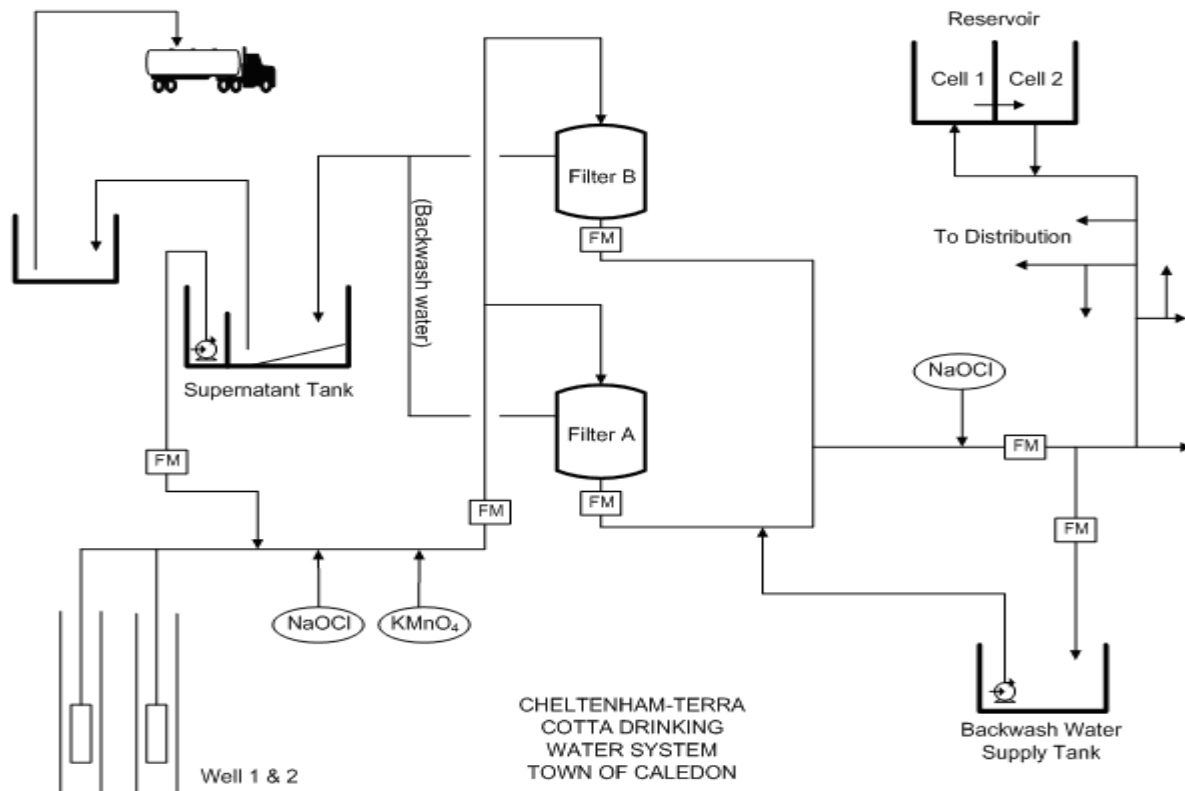 Reservoir
Cell 1
Cell 2
Filter B
FM
(Backwash water)
To Distribution
Supernatant Tank
NaOCl
Filter A
FM
FM
FM
FM
FM
NaOCl
KMnO₄
CHELTENHAM-TERRA
COTTA DRINKING
WATER SYSTEM
TOWN OF CALEDON
Backwash Water
Supply Tank
Well 1 & 2